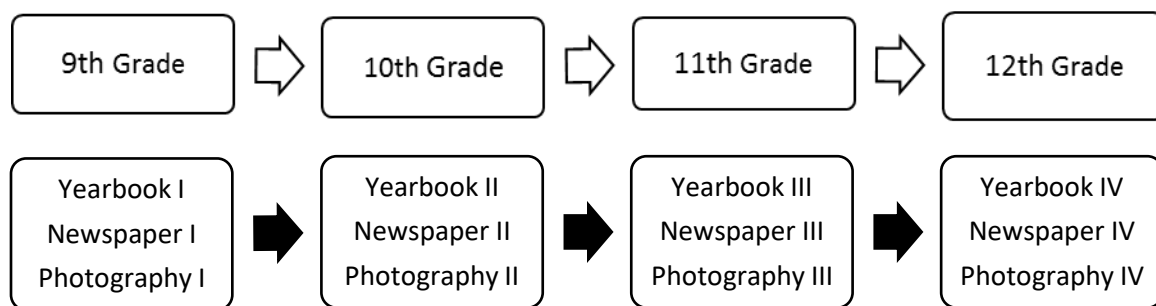 9th Grade
10th Grade
11th Grade
12th Grade
Yearbook I
Newspaper I
Photography I
Yearbook II
Newspaper II
Photography II
Yearbook III
Newspaper III
Photography III
Yearbook IV
Newspaper IV
Photography IV